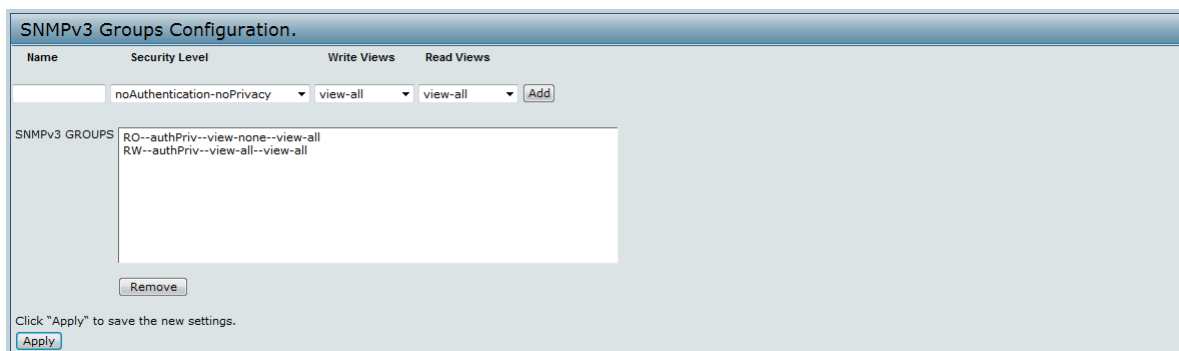 SNMPv3 Groups Configuration.
Name Security Level Write Views Read Views
noAuthentication-noPrivacy view-all view-all Add
SNMPv3 GROUPS
RO--authPriv--view-none--view-all
RW--authPriv--view-all--view-all
Remove
Click "Apply" to save the new settings.
Apply